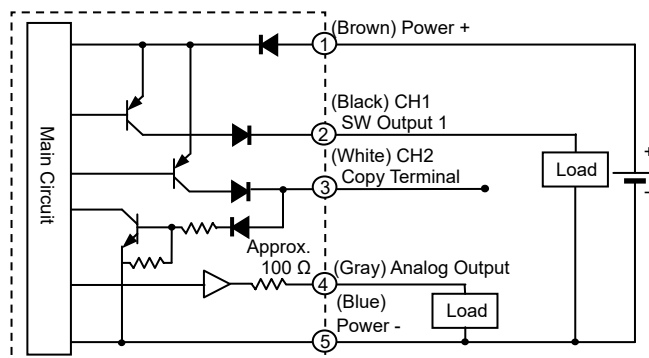 (Brown) Power +
1
(Black) CH1
2
SW Output 1
(White) CH2
3
Copy Terminal
Main Circuit
Load
+
-
Approx.
100 Ω
4
(Gray) Analog Output
(Blue)
Load
5
Power -